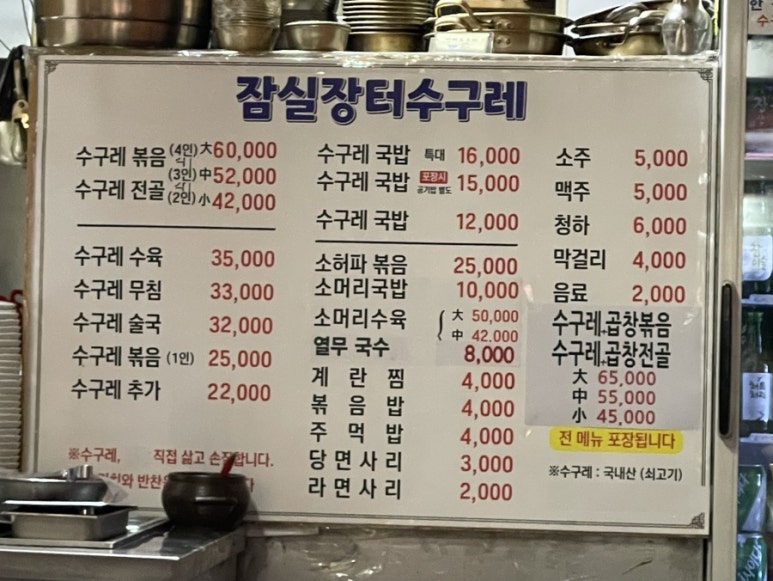 잠실장터수구레
수구레 볶음 (4인) 大 60,000
각
(3인) 中 52,000
수구레 전골 각
(2인) 小 42,000
수구레 수육 35,000
수구레 무침 33,000
수구레 술국 32,000
수구레 볶음 (1인) 25,000
수구레 추가 22,000
※수구레, 직접 삶고 손질합니다.
반찬
수구레 국밥 특대 16,000
수구레 국밥 포장시 공기밥 별도 15,000
수구레 국밥 12,000
소허파 볶음 25,000
소머리국밥 10,000
소머리수육 { 大 50,000
中 42,000
열무 국수 8,000
계 란 찜 4,000
볶 음 밥 4,000
주 먹 밥 4,000
당 면 사 리 3,000
라 면 사 리 2,000
소주 5,000
맥주 5,000
청하 6,000
막걸리 4,000
음료 2,000
수구레+곱창볶음
수구레+곱창전골
大 65,000
中 55,000
小 45,000
전 메뉴 포장됩니다
※수구레 : 국내산 (쇠고기)